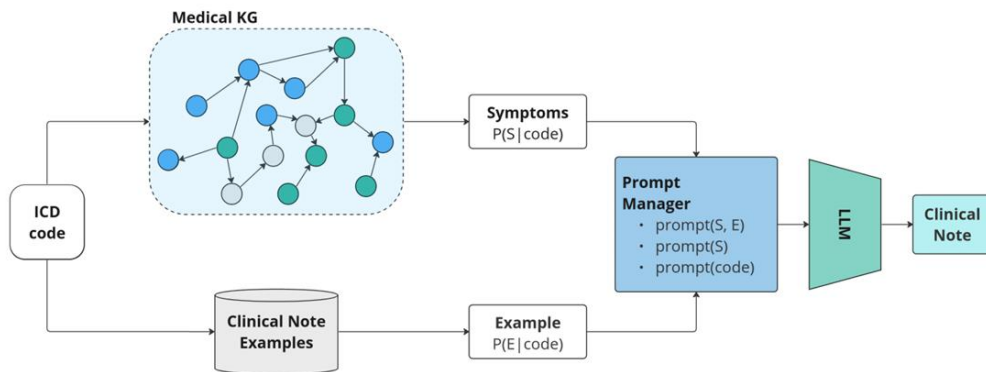 Medical KG
ICD
code
Symptoms
P(S|code)
Prompt
Manager
• prompt(S, E)
• prompt(S)
• prompt(code)
LLM
Clinical
Note
Clinical Note
Examples
Example
P(E|code)